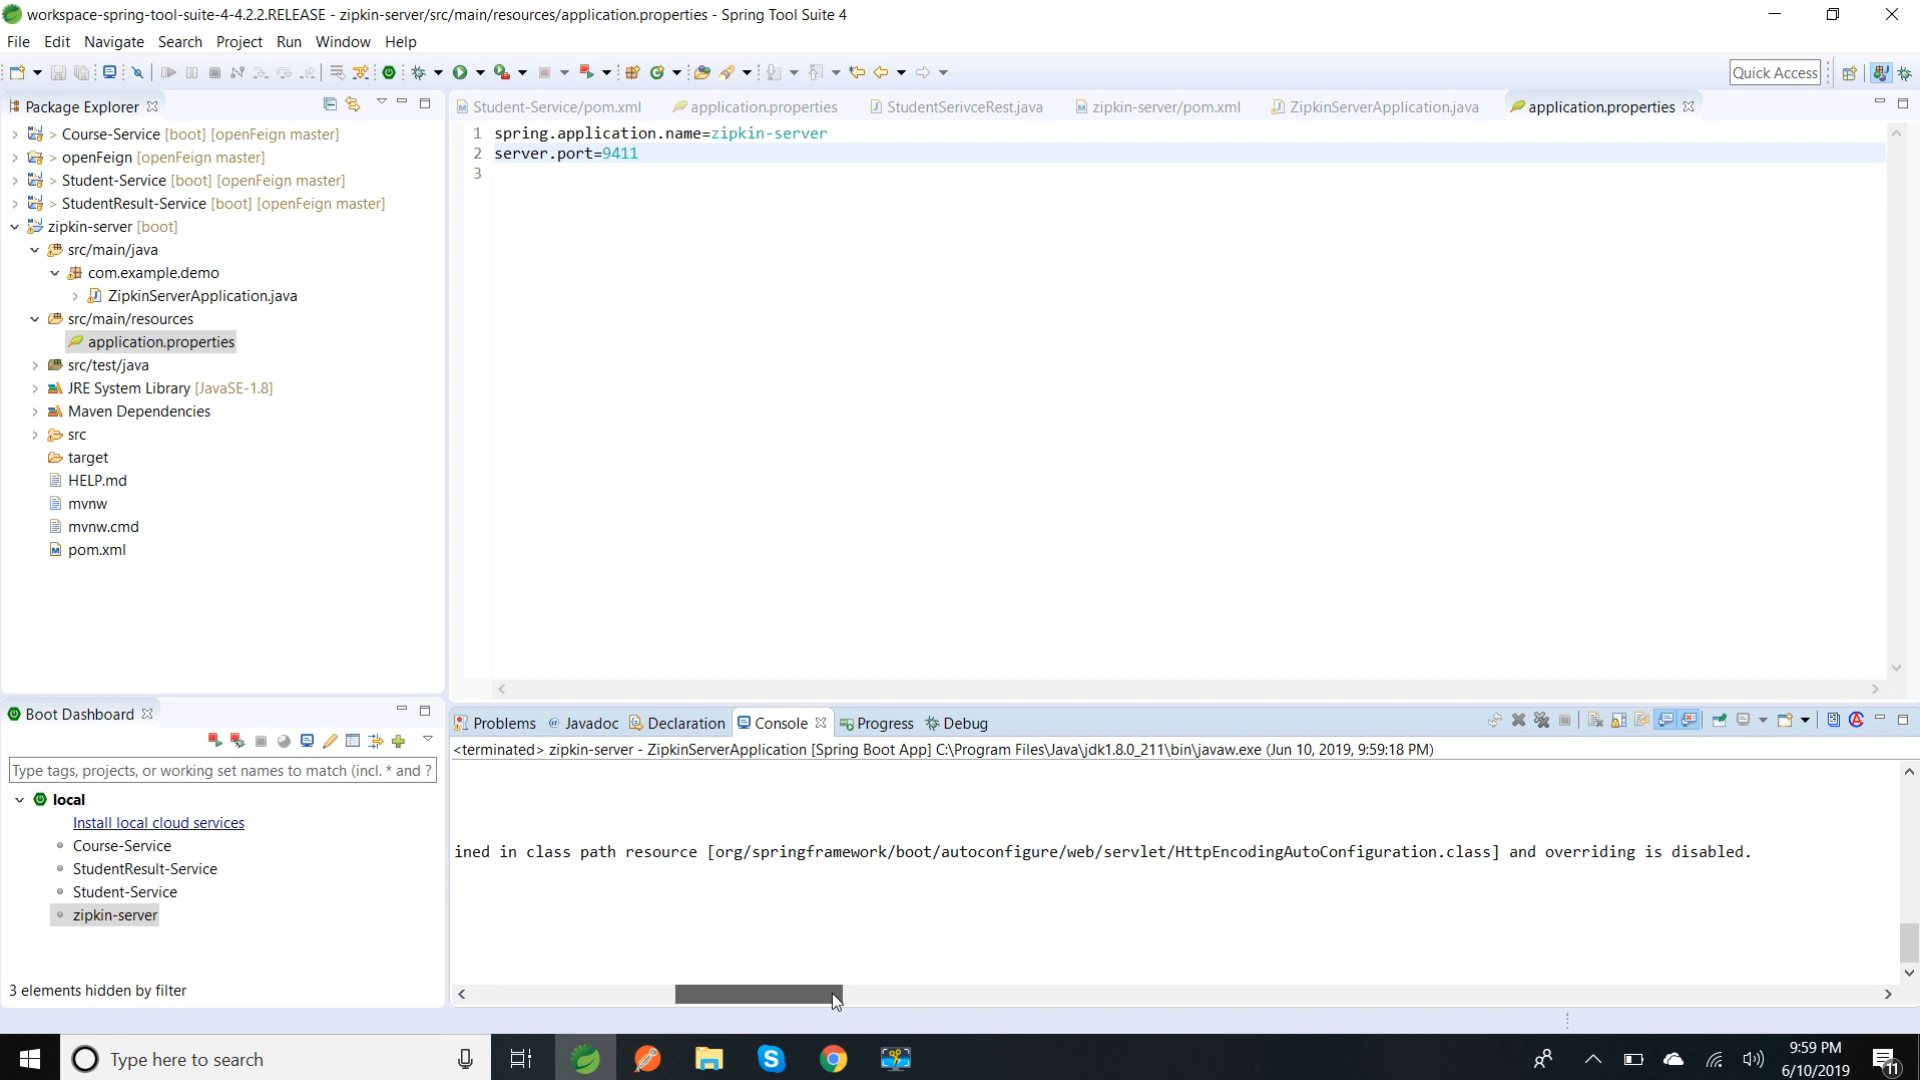 workspace-spring-tool-suite-4-4.2.2.RELEASE - zipkin-server/src/main/resources/application.properties - Spring Tool Suite 4
File Edit Navigate Search Project Run Window Help
Quick Access
Package Explorer
Student-Service/pom.xml application.properties StudentSerivceRest.java zipkin-server/pom.xml ZipkinServerApplication.java application.properties
> Course-Service [boot] [openFeign master]
> openFeign [openFeign master]
> Student-Service [boot] [openFeign master]
> StudentResult-Service [boot] [openFeign master]
zipkin-server [boot]
src/main/java
com.example.demo
ZipkinServerApplication.java
src/main/resources
application.properties
src/test/java
JRE System Library [JavaSE-1.8]
Maven Dependencies
src
target
HELP.md
mvnw
mvnw.cmd
pom.xml
1 spring.application.name=zipkin-server
2 server.port=9411
3
Boot Dashboard
Type tags, projects, or working set names to match (incl. * and ?
local
Install local cloud services
Course-Service
StudentResult-Service
Student-Service
zipkin-server
3 elements hidden by filter
Problems @ Javadoc Declaration Console Progress Debug
<terminated> zipkin-server - ZipkinServerApplication [Spring Boot App] C:\Program Files\Java\jdk1.8.0_211\bin\javaw.exe (Jun 10, 2019, 9:59:18 PM)
ined in class path resource [org/springframework/boot/autoconfigure/web/servlet/HttpEncodingAutoConfiguration.class] and overriding is disabled.
Type here to search
9:59 PM
6/10/2019
11